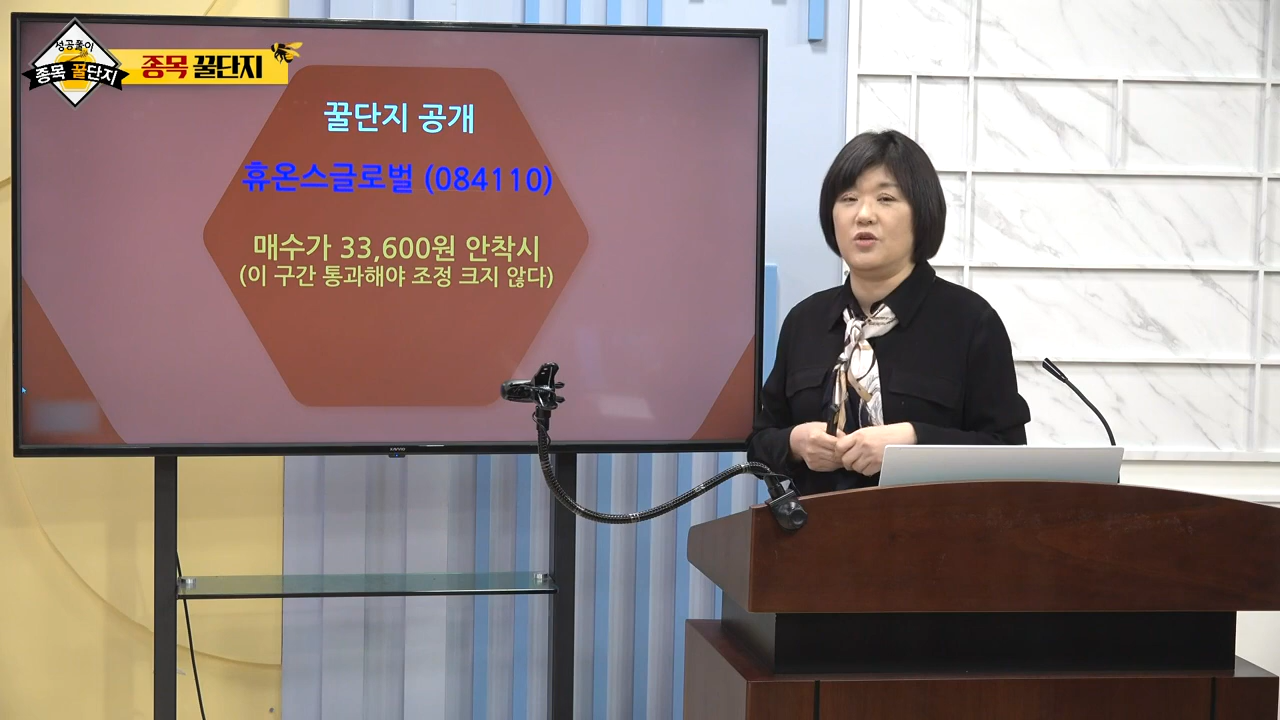 성공풀이
종목 꿀단지
종목 꿀단지
꿀단지 공개
휴온스글로벌 (084110)
매수가 33,600원 안착시
(이 구간 통과해야 조정 크지 않다)